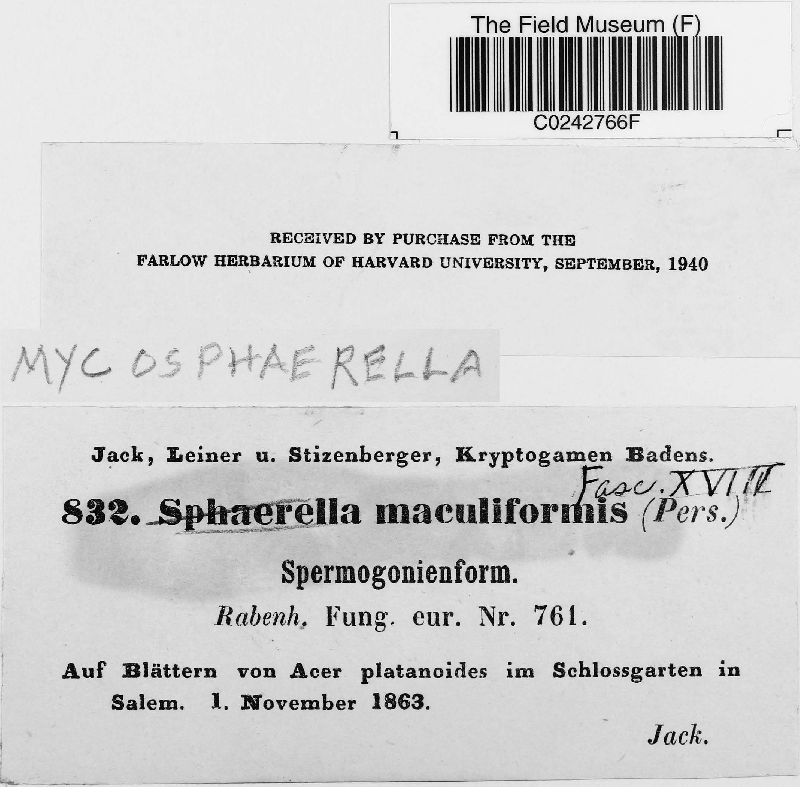 The Field Museum (F)
C0242766F
RECEIVED BY PURCHASE FROM THE
FARLOW HERBARIUM OF HARVARD UNIVERSITY, SEPTEMBER, 1940
MYCOSPHAERELLA
Jack, Leiner u. Stizenberger, Kryptogamen Badens.
Fasc. XVIII
832. Sphaerella maculiformis (Pers.)
Spermogonienform.
Rabenh. Fung. eur. Nr. 761.
Auf Blättern von Acer platanoides im Schlossgarten in
Salem. 1. November 1863.
Jack.